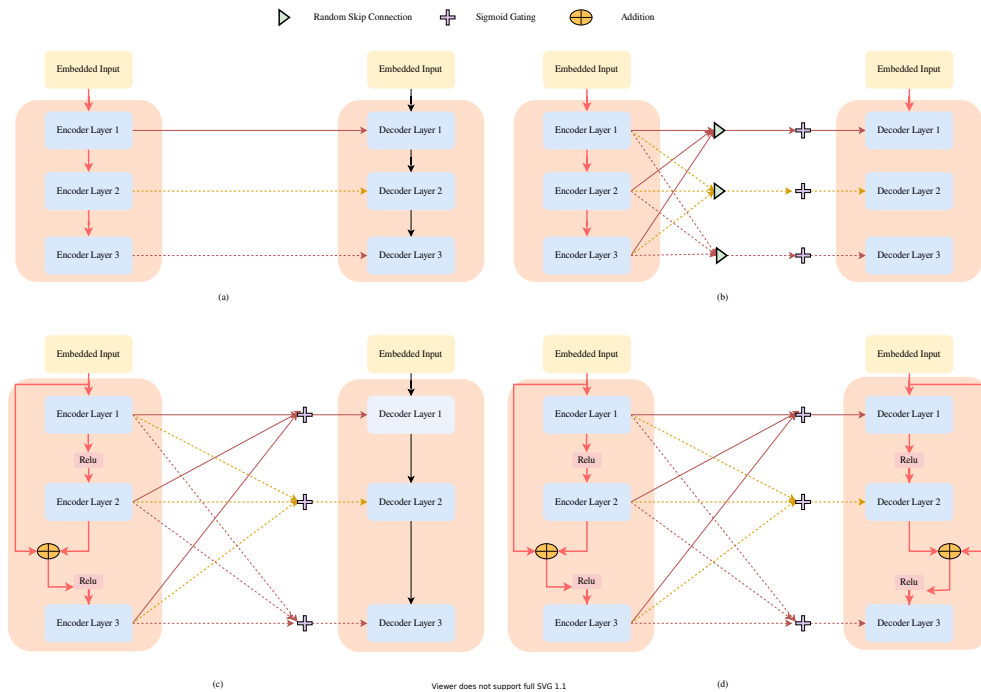 Random Skip Connection
Sigmoid Gating
Addition
Embedded Input
Encoder Layer 1
Encoder Layer 2
Encoder Layer 3
Embedded Input
Decoder Layer 1
Decoder Layer 2
Decoder Layer 3
(a)
Embedded Input
Encoder Layer 1
Encoder Layer 2
Encoder Layer 3
Embedded Input
Decoder Layer 1
Decoder Layer 2
Decoder Layer 3
(b)
Embedded Input
Encoder Layer 1
Relu
Encoder Layer 2
Relu
Encoder Layer 3
Embedded Input
Decoder Layer 1
Decoder Layer 2
Decoder Layer 3
(c)
Embedded Input
Encoder Layer 1
Relu
Encoder Layer 2
Relu
Encoder Layer 3
Embedded Input
Decoder Layer 1
Relu
Decoder Layer 2
Relu
Decoder Layer 3
(d)
Viewer does not support full SVG 1.1